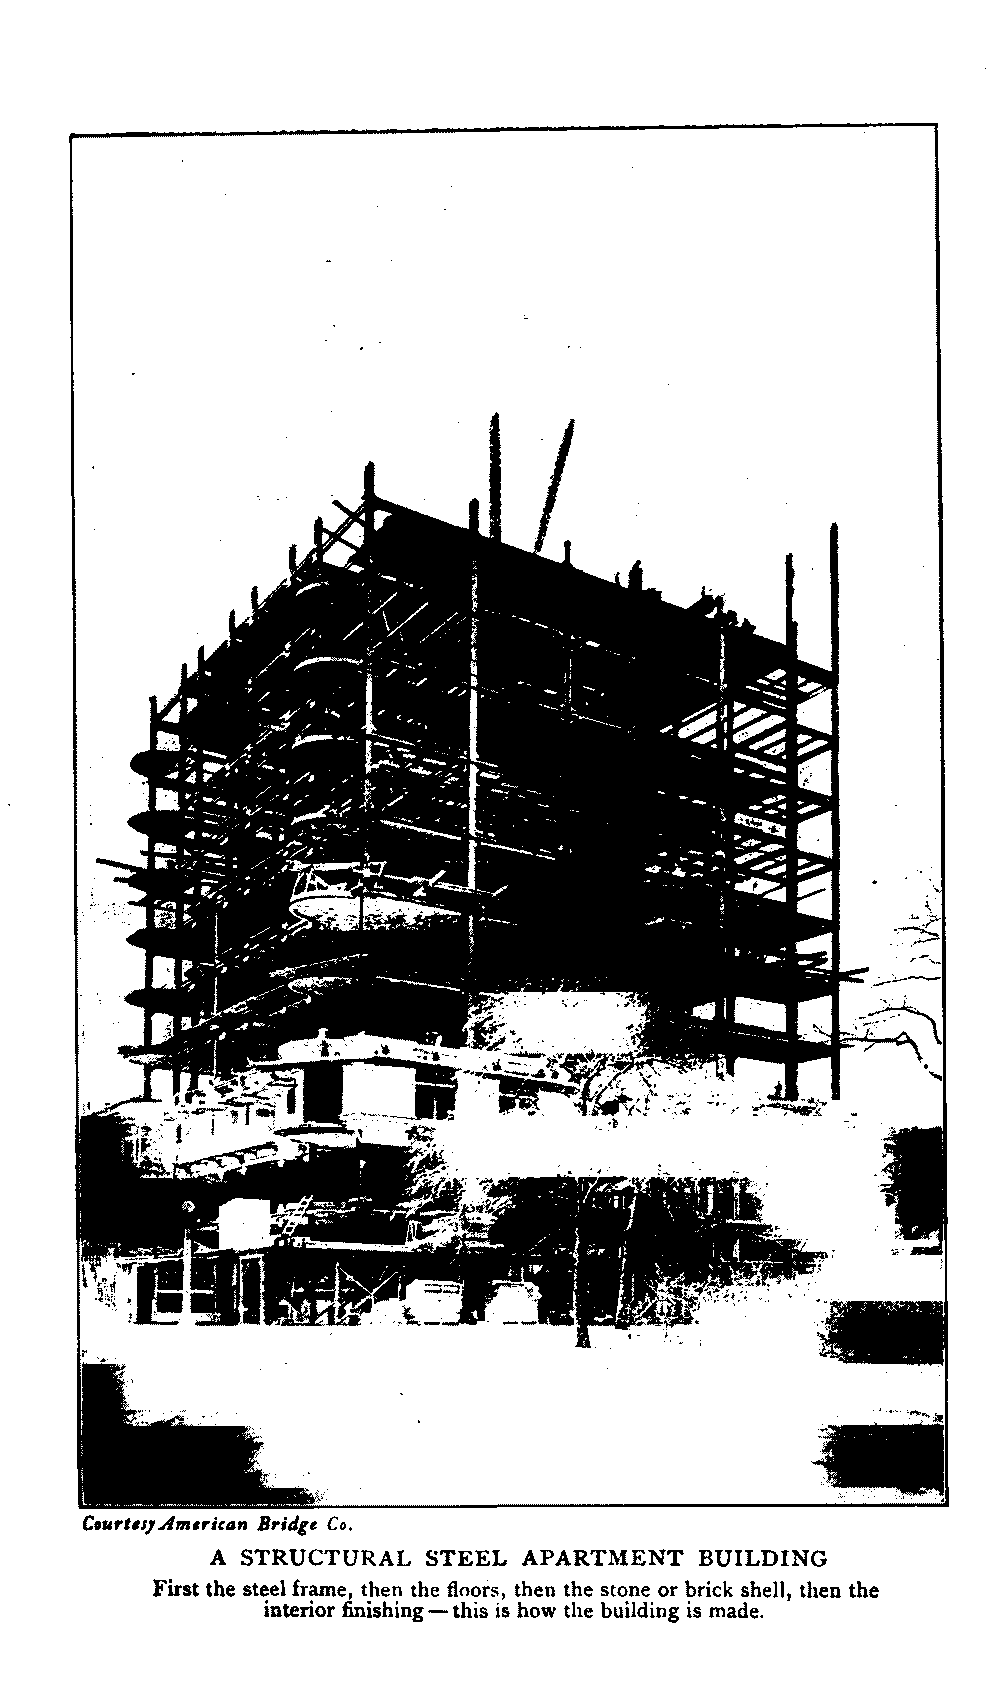 Courtesy American Bridge Co.
A STRUCTURAL STEEL APARTMENT BUILDING
First the steel frame, then the floors, then the stone or brick shell, then the
interior finishing — this is how the building is made.